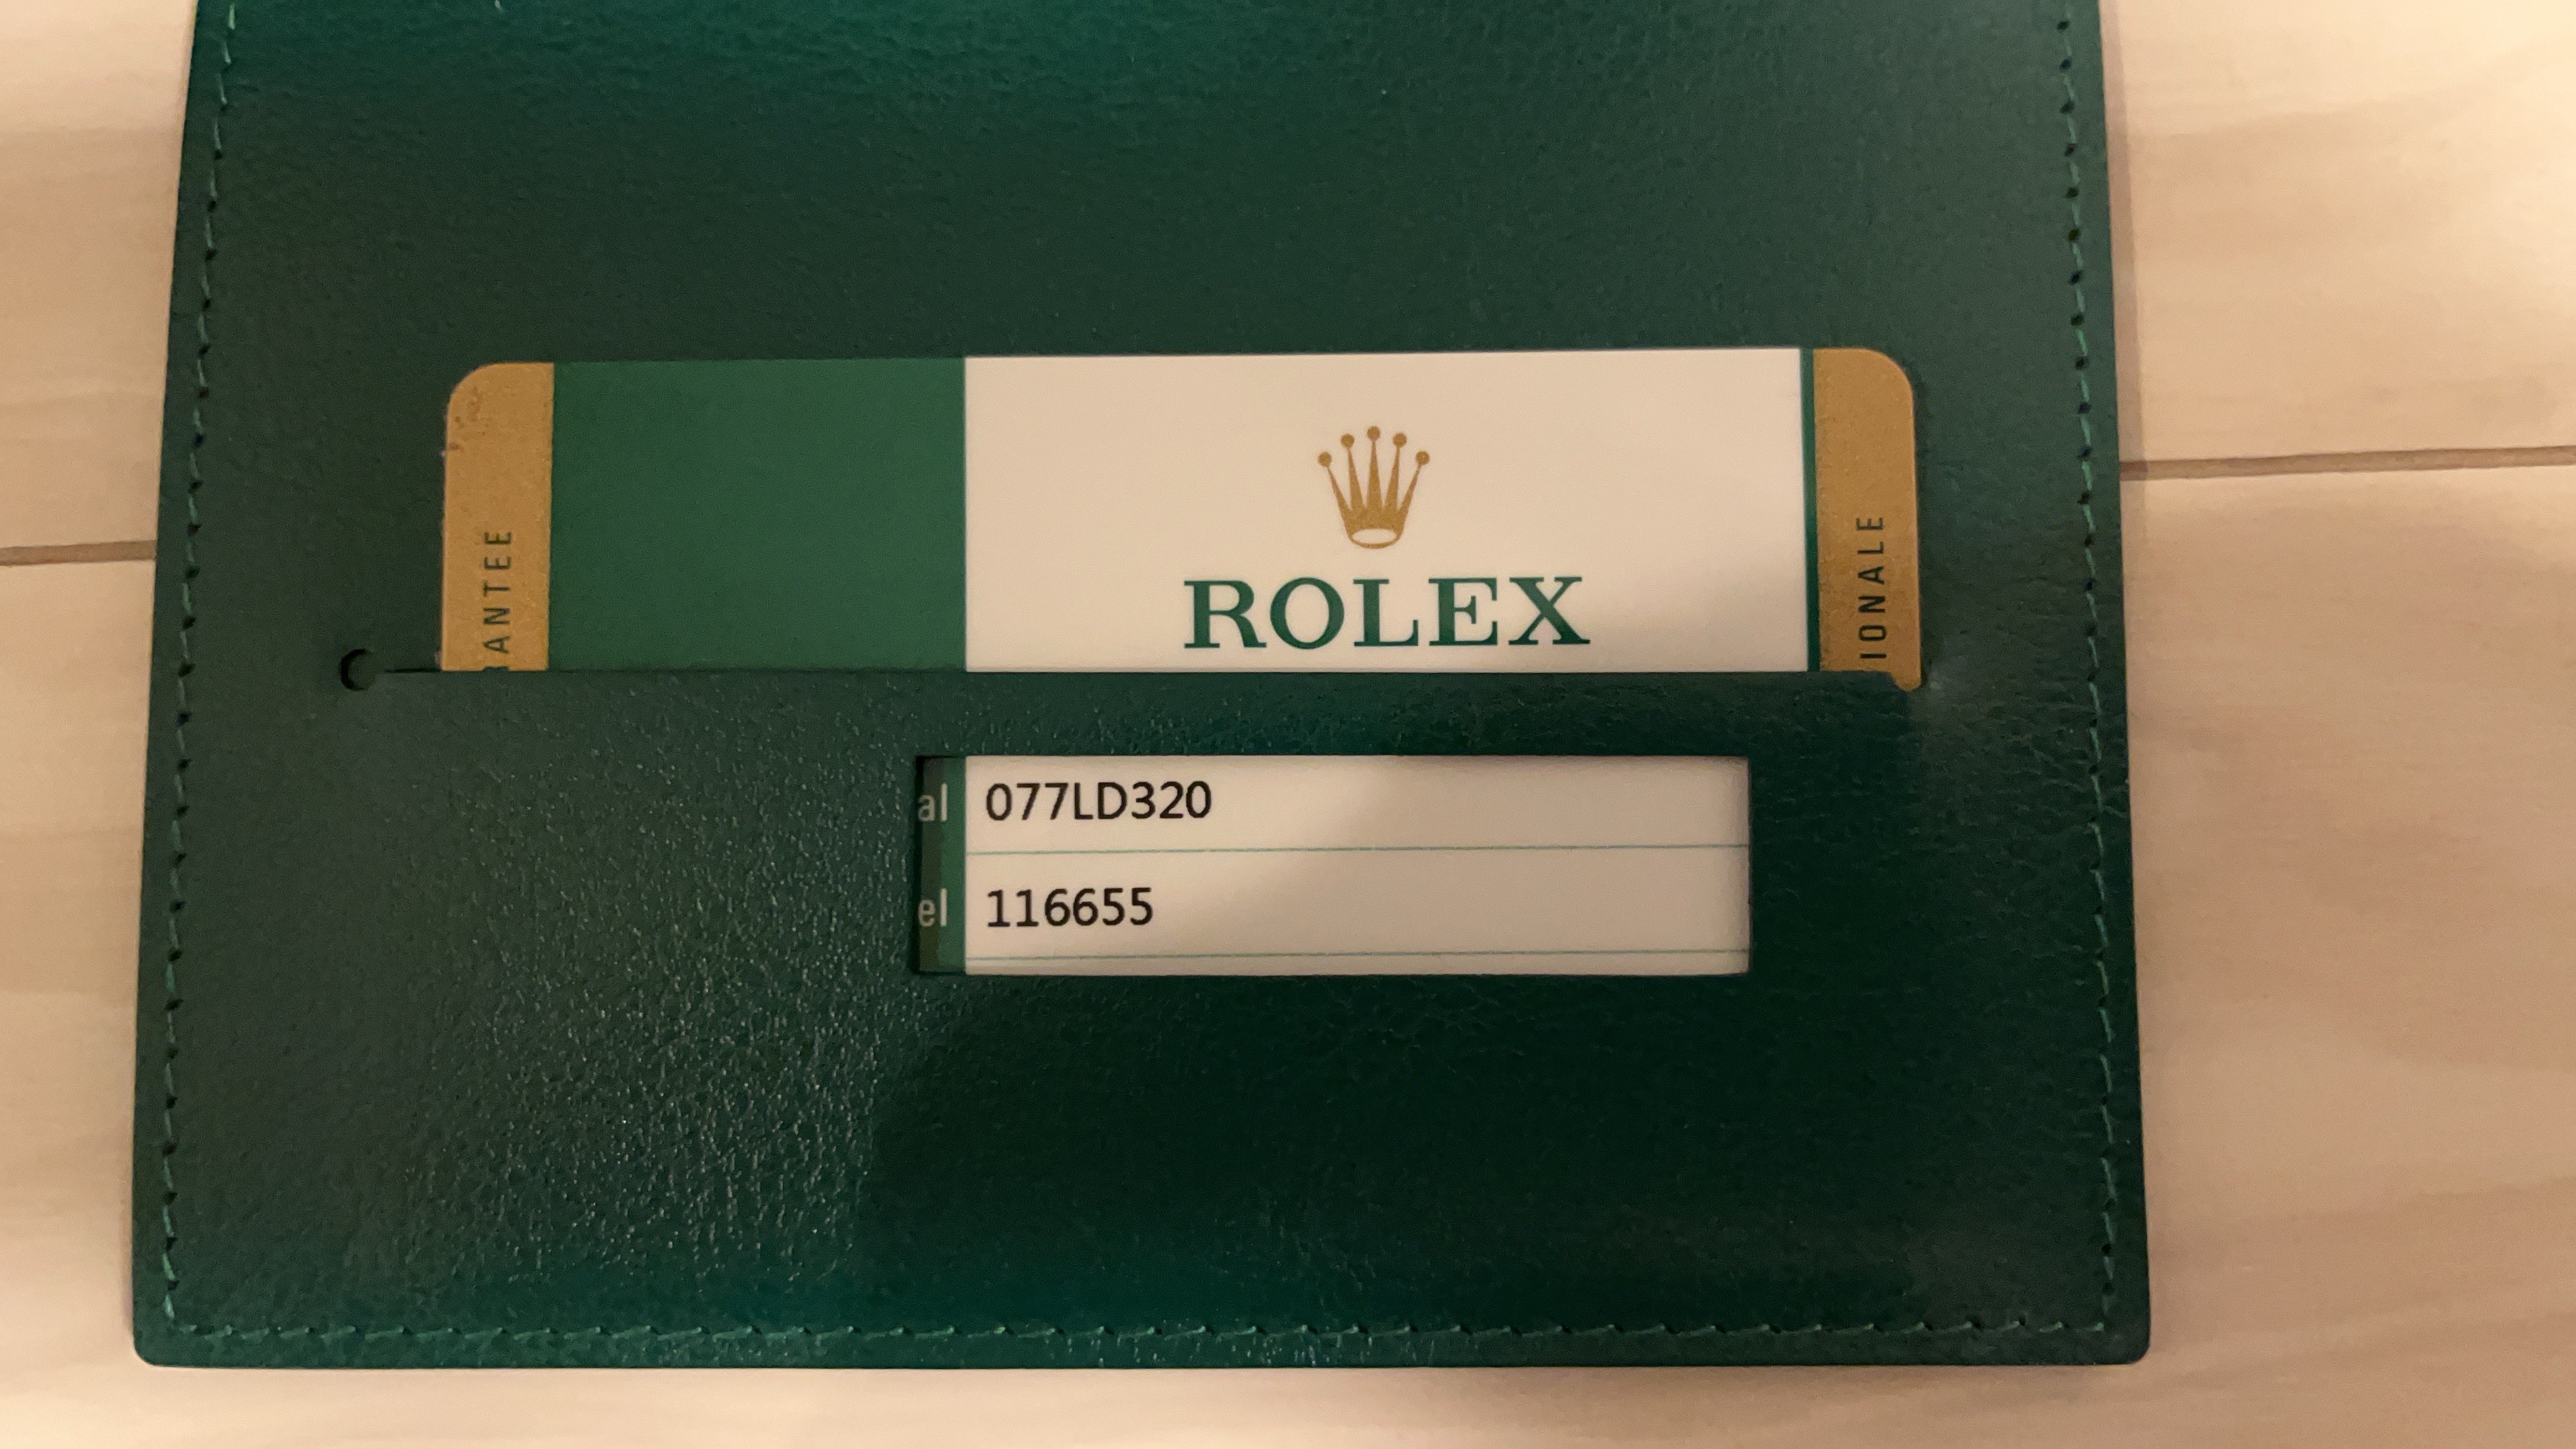 ANTEE
ROLEX
IONALE
al 077LD320
el 116655